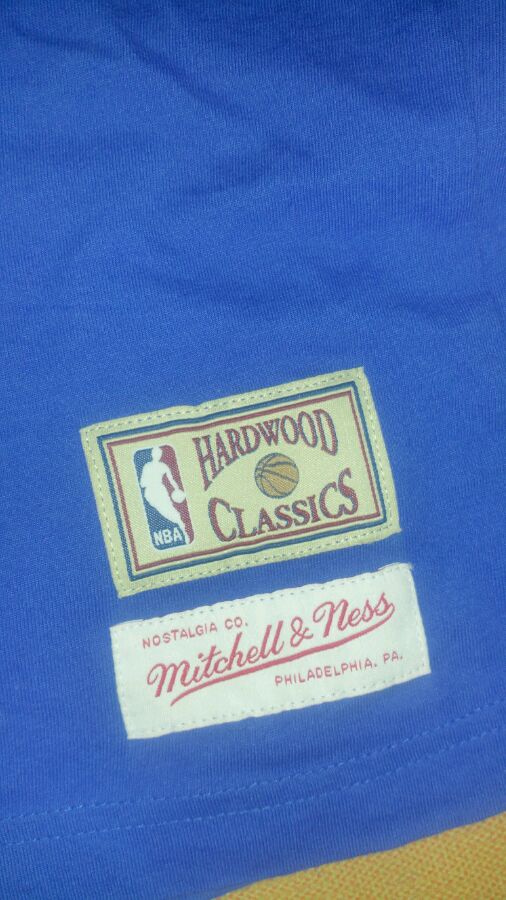 HARDWOOD
CLASSICS
NBA
NOSTALGIA CO.
Mitchell & Ness
PHILADELPHIA, PA.